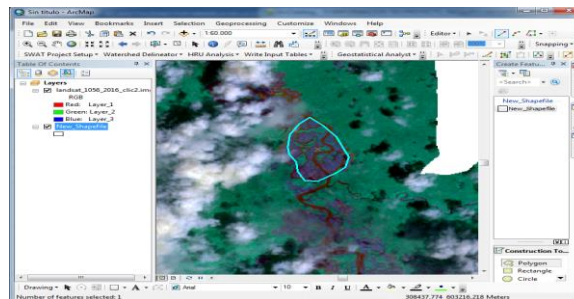 Sin título - ArcMap
File Edit View Bookmarks Insert Selection Geoprocessing Customize Windows Help
1:60.000 Editor
Snapping
SWAT Project Setup Watershed Delineator HRU Analysis Write Input Tables Geostatistical Analyst
Table Of Contents
Create Featu...
Layers
landsat_1056_2016_clic2.im
RGB
Red: Layer_1
Green: Layer_2
Blue: Layer_3
New_Shapefile
<Search>
New_Shapefile
New_Shapefile
Construction To...
Polygon
Rectangle
Circle
Drawing Arial 10 B I U A
Number of features selected: 1
308437,774 603216,218 Meters